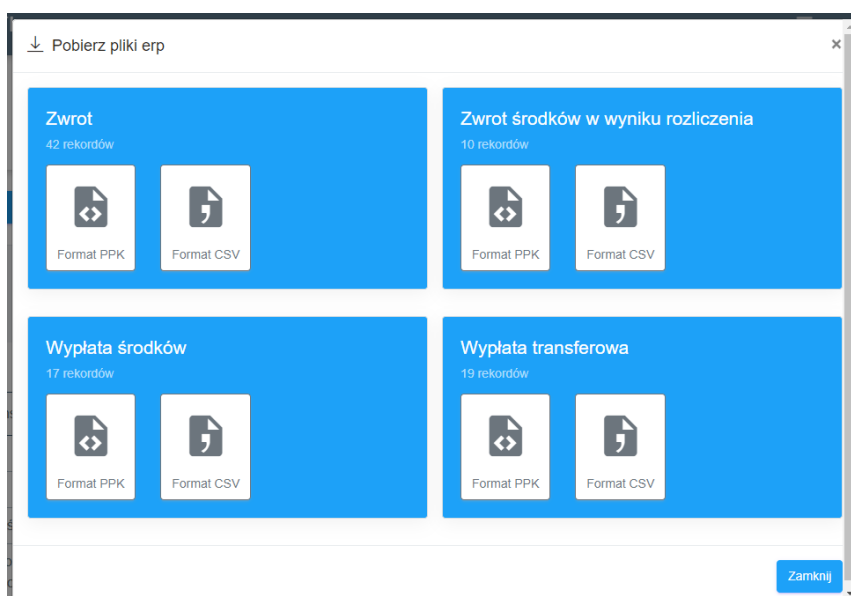 Pobierz pliki erp
×
Zwrot
42 rekordów
Format PPK
Format CSV
Zwrot środków w wyniku rozliczenia
10 rekordów
Format PPK
Format CSV
Wypłata środków
17 rekordów
Format PPK
Format CSV
Wypłata transferowa
19 rekordów
Format PPK
Format CSV
Zamknij